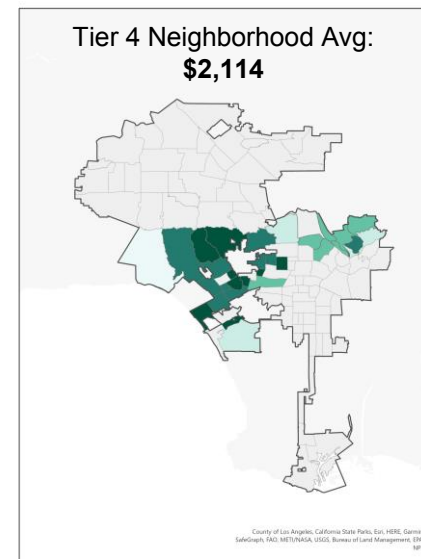 Tier 4 Neighborhood Avg:
$2,114
County of Los Angeles, California State Parks, Esri, HERE, Garmin
SafeGraph, FAO, METI/NASA, USGS, Bureau of Land Management, EPA
NP